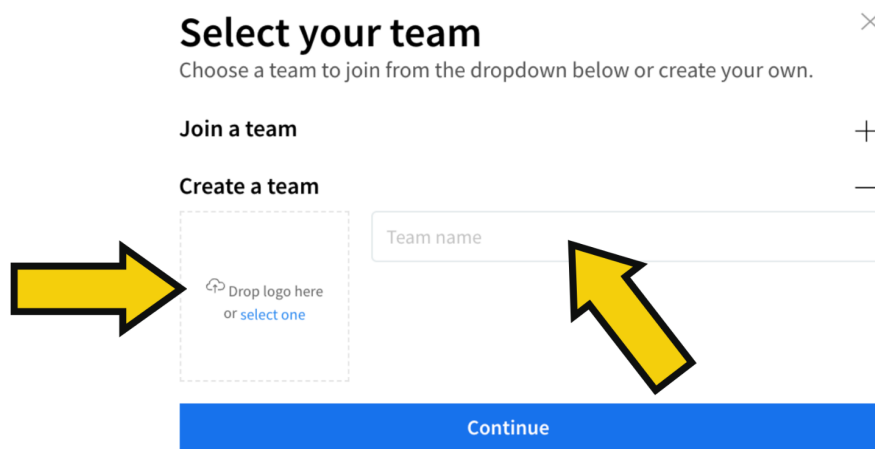 Select your team
Choose a team to join from the dropdown below or create your own.
Join a team
Create a team
Team name
Drop logo here
or select one
Continue